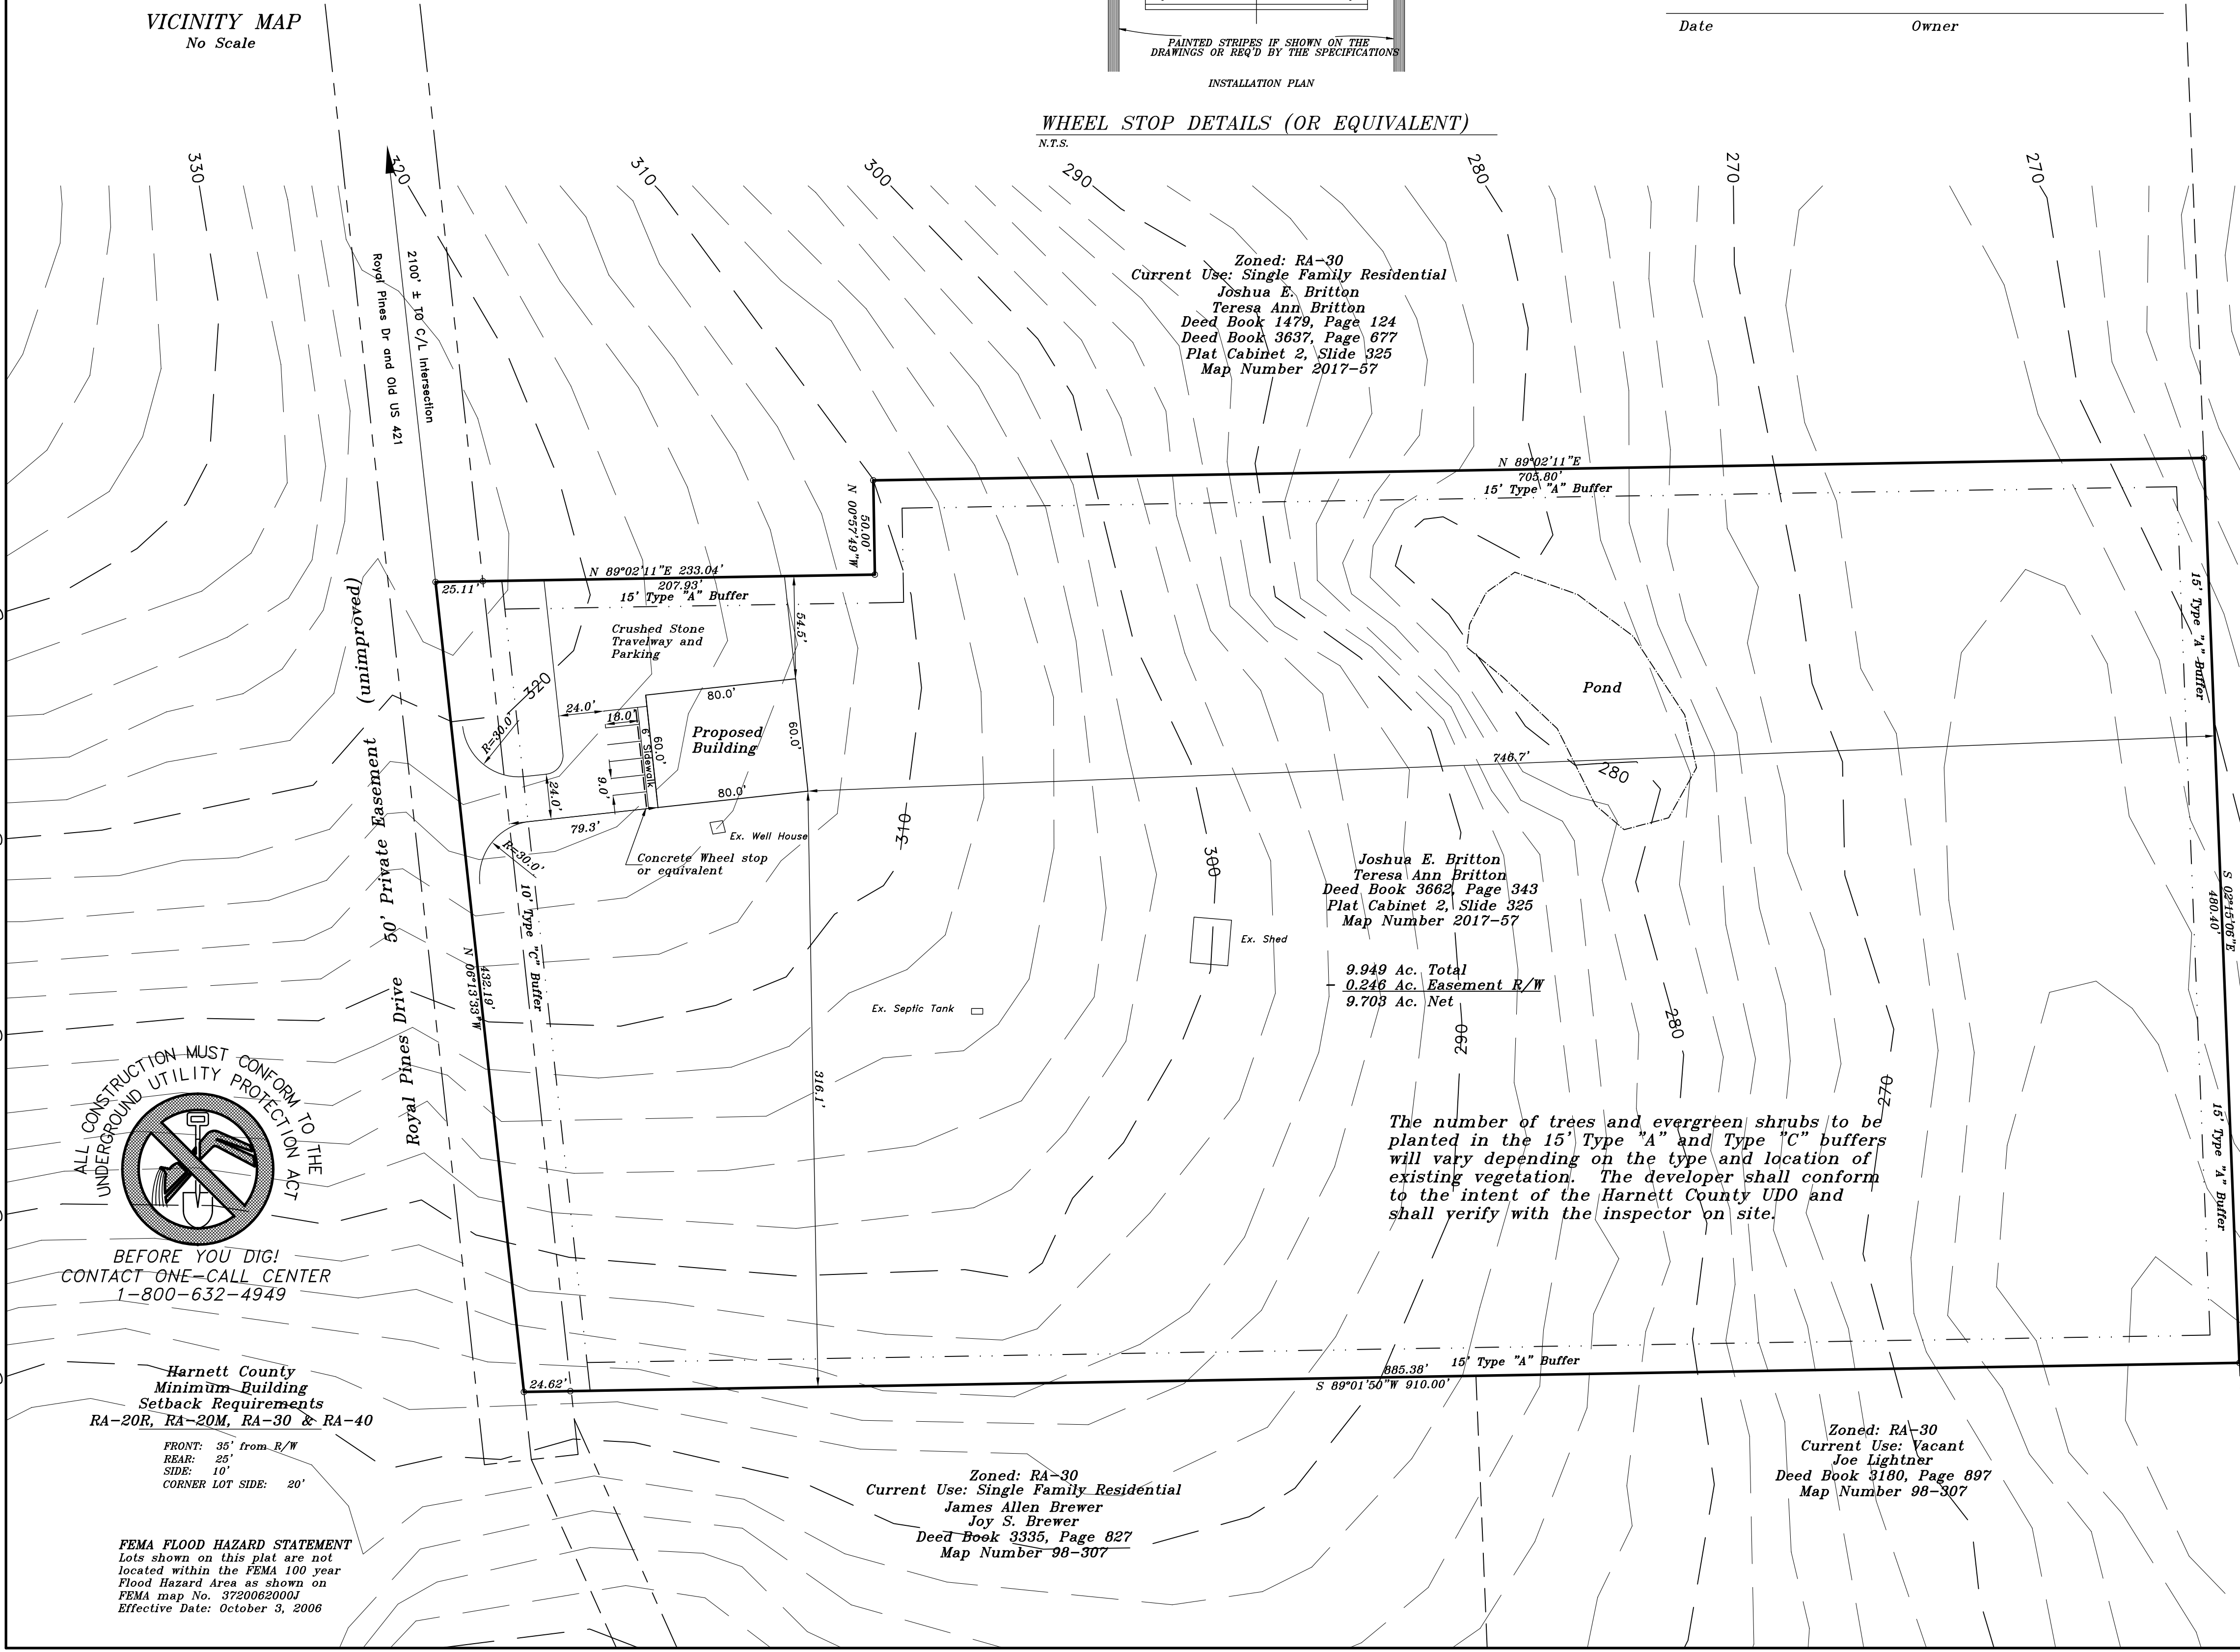 VICINITY MAP
No Scale
PAINTED STRIPES IF SHOWN ON THE
DRAWINGS OR REQ'D BY THE SPECIFICATIONS
INSTALLATION PLAN
WHEEL STOP DETAILS (OR EQUIVALENT)
N.T.S.
Date
Owner
330
320
310
300
290
280
270
270
2100' ± TO C/L Intersection
Royal Pines Dr and Old US 421
Zoned: RA-30
Current Use: Single Family Residential
Joshua E. Britton
Teresa Ann Britton
Deed Book 1479, Page 124
Deed Book 3637, Page 677
Plat Cabinet 2, Slide 325
Map Number 2017-57
N 89°02'11"E
705.80'
15' Type "A" Buffer
50.00'
N 00°57'49"W
N 89°02'11"E 233.04'
25.11'
207.93'
15' Type "A" Buffer
54.5'
Crushed Stone
Travelway and
Parking
320
R=30.0'
24.0'
18.0'
80.0'
6' Sidewalk
60.0'
Proposed
Building
60.0'
9.0'
24.0'
80.0'
79.3'
R=30.0'
Ex. Well House
Concrete Wheel stop
or equivalent
310
300
Pond
746.7'
280
15' Type "A" Buffer
S 02°15'06"E
480.40'
Royal Pines Drive 50' Private Easement (unimproved)
10' Type "C" Buffer
432.19'
N 06°13'33"W
Joshua E. Britton
Teresa Ann Britton
Deed Book 3662, Page 343
Plat Cabinet 2, Slide 325
Map Number 2017-57
Ex. Shed
9.949 Ac. Total
- 0.246 Ac. Easement R/W
9.703 Ac. Net
Ex. Septic Tank
290
280
270
316.1'
The number of trees and evergreen shrubs to be
planted in the 15' Type "A" and Type "C" buffers
will vary depending on the type and location of
existing vegetation. The developer shall conform
to the intent of the Harnett County UDO and
shall verify with the inspector on site.
15' Type "A" Buffer
ALL CONSTRUCTION MUST CONFORM TO THE
UNDERGROUND UTILITY PROTECTION ACT
BEFORE YOU DIG!
CONTACT ONE-CALL CENTER
1-800-632-4949
24.62'
885.38'
15' Type "A" Buffer
S 89°01'50"W 910.00'
Harnett County
Minimum Building
Setback Requirements
RA-20R, RA-20M, RA-30 & RA-40
FRONT: 35' from R/W
REAR: 25'
SIDE: 10'
CORNER LOT SIDE: 20'
Zoned: RA-30
Current Use: Single Family Residential
James Allen Brewer
Joy S. Brewer
Deed Book 3335, Page 827
Map Number 98-307
Zoned: RA-30
Current Use: Vacant
Joe Lightner
Deed Book 3180, Page 897
Map Number 98-307
FEMA FLOOD HAZARD STATEMENT
Lots shown on this plat are not
located within the FEMA 100 year
Flood Hazard Area as shown on
FEMA map No. 3720062000J
Effective Date: October 3, 2006